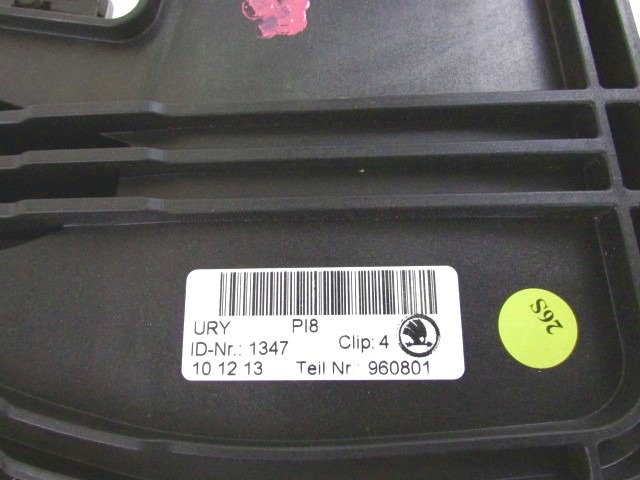 URY PI8
ID-Nr.: 1347 Clip: 4
10.12.13 Teil Nr.: 960801
26S